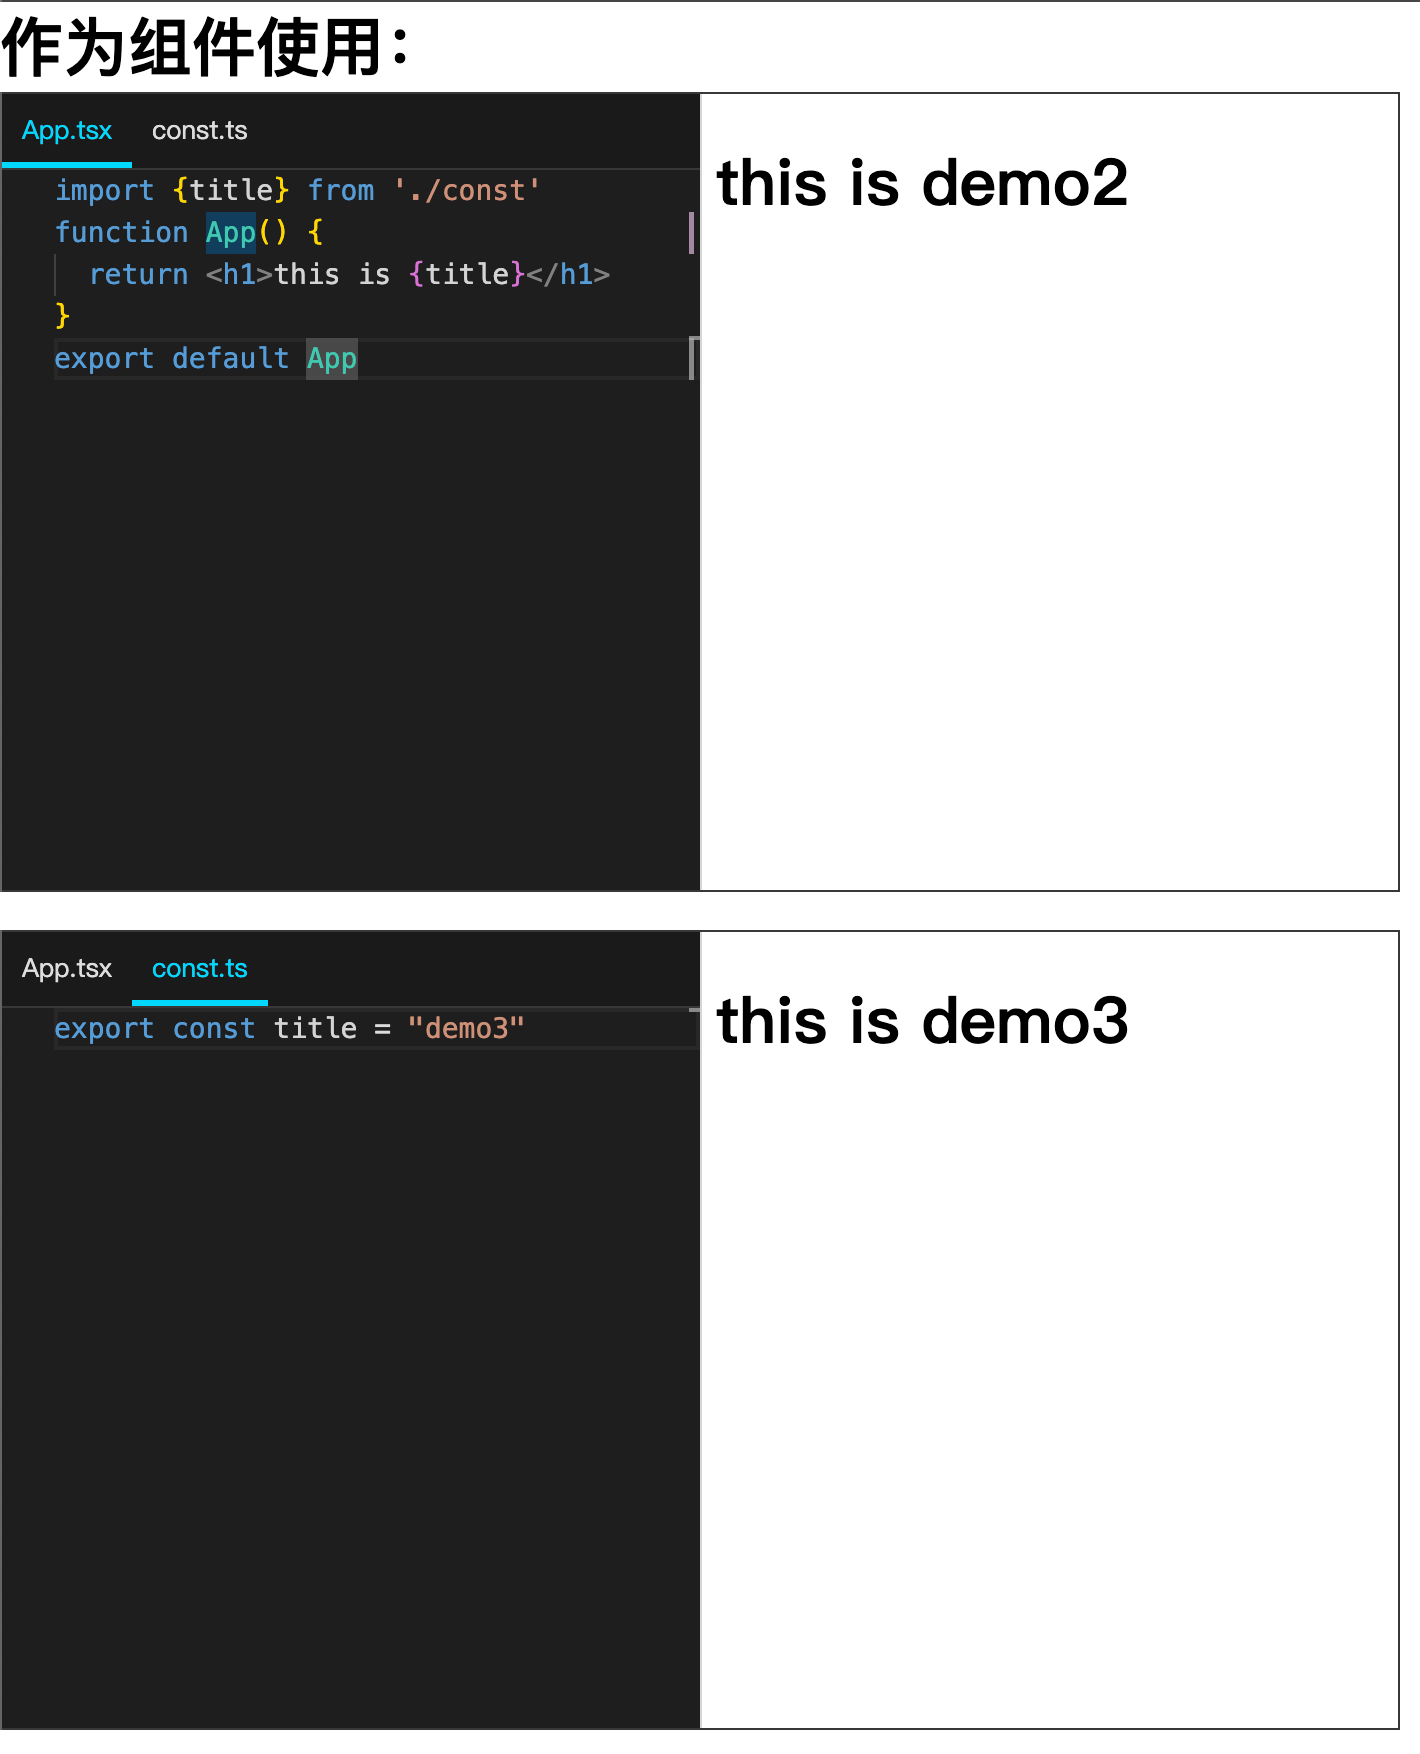 作为组件使用：
App.tsx const.ts
import {title} from './const'
function App() {
  return <h1>this is {title}</h1>
}
export default App
this is demo2
App.tsx const.ts
export const title = "demo3"
this is demo3